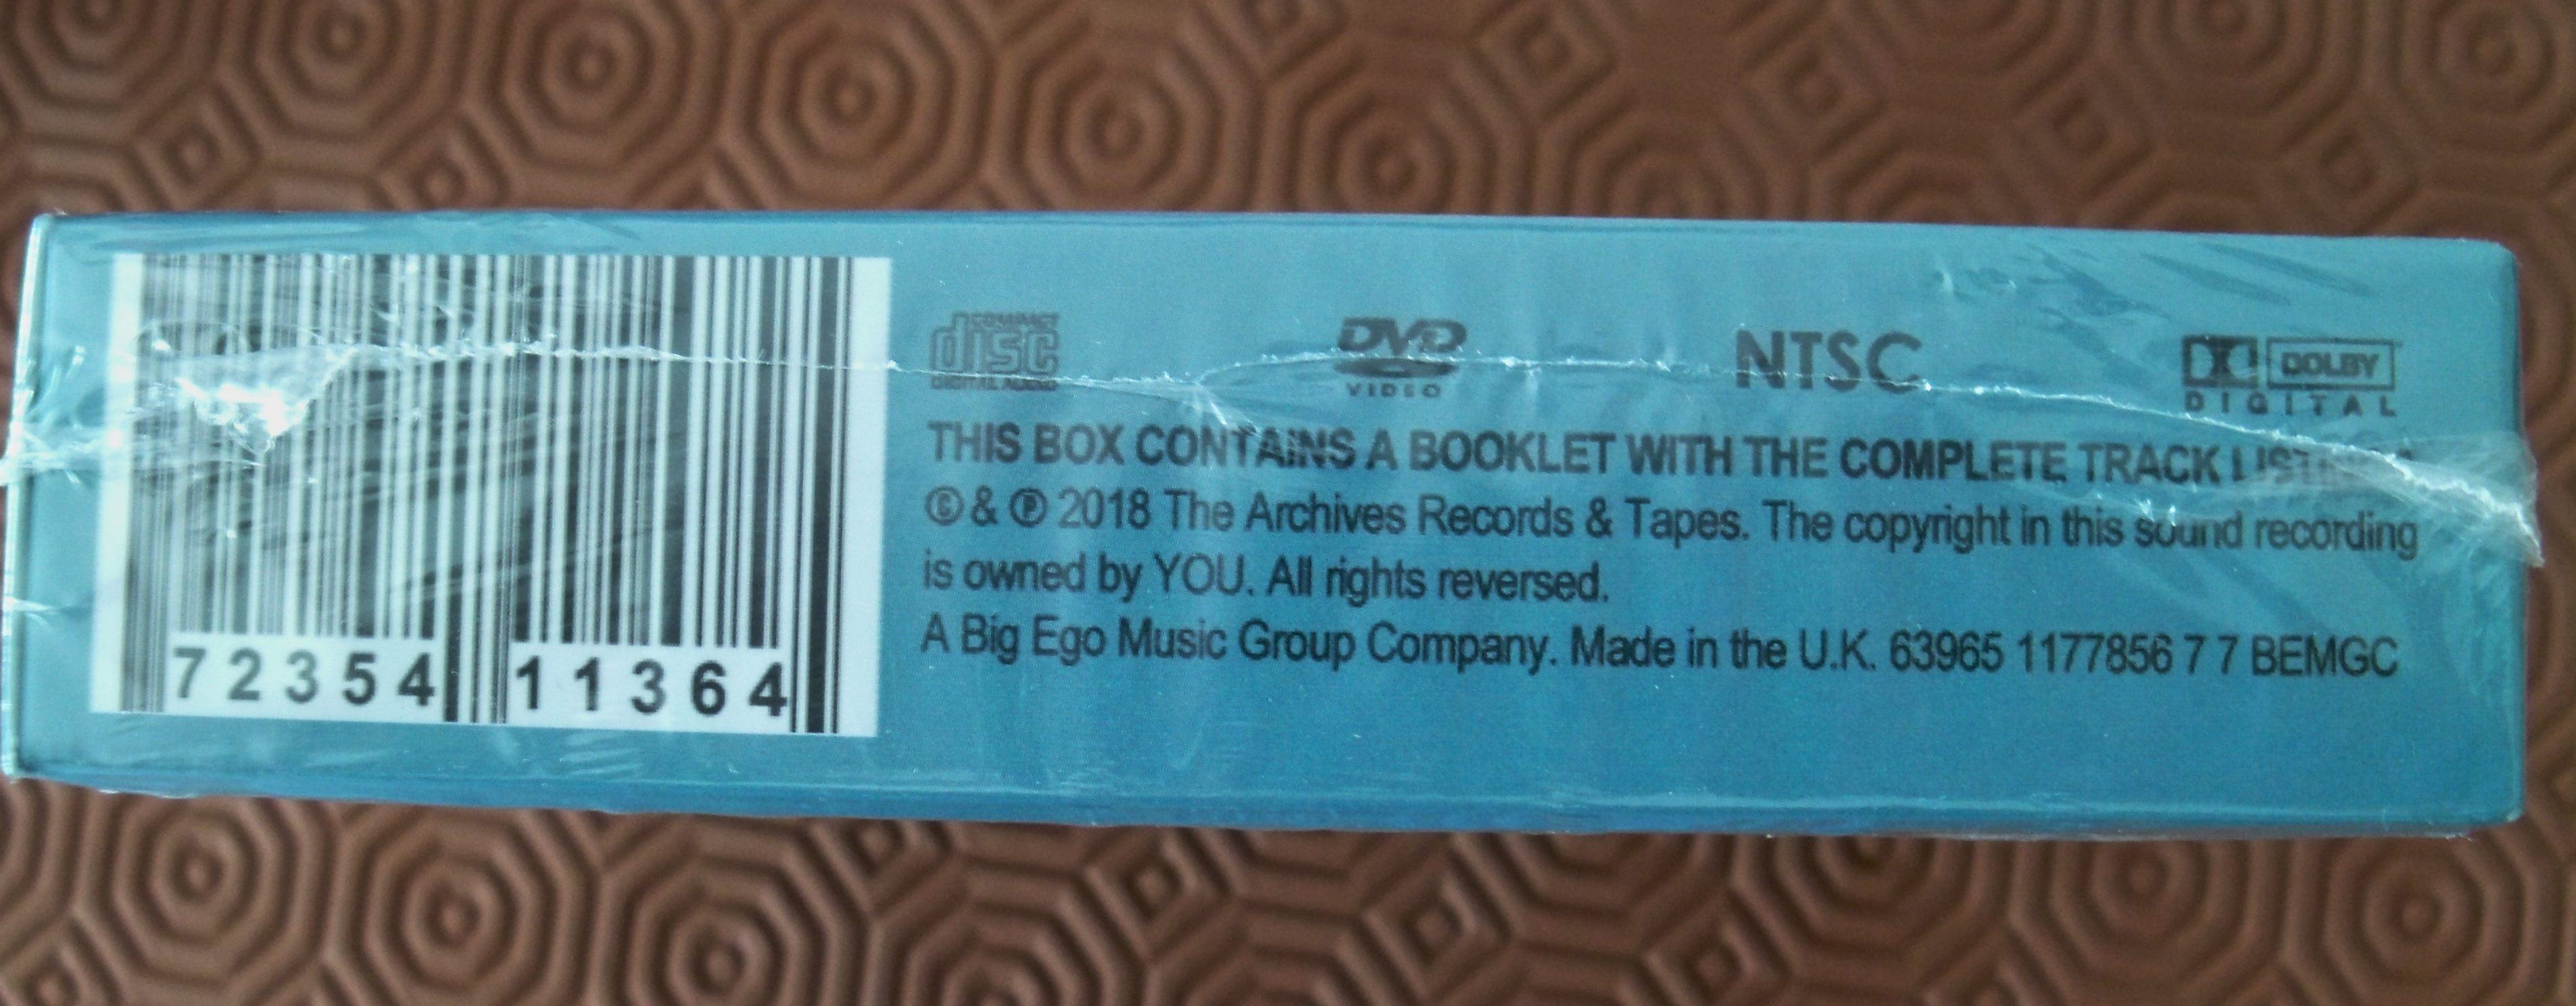 COMPACT
disc
DIGITAL AUDIO
DVD
VIDEO
NTSC
DOLBY
DIGITAL
THIS BOX CONTAINS A BOOKLET WITH THE COMPLETE TRACK
© & ℗ 2018 The Archives Records & Tapes. The copyright in this sound recording
is owned by YOU. All rights reversed.
A Big Ego Music Group Company. Made in the U.K. 63965 1177856 7 7 BEMGC
72354 11364